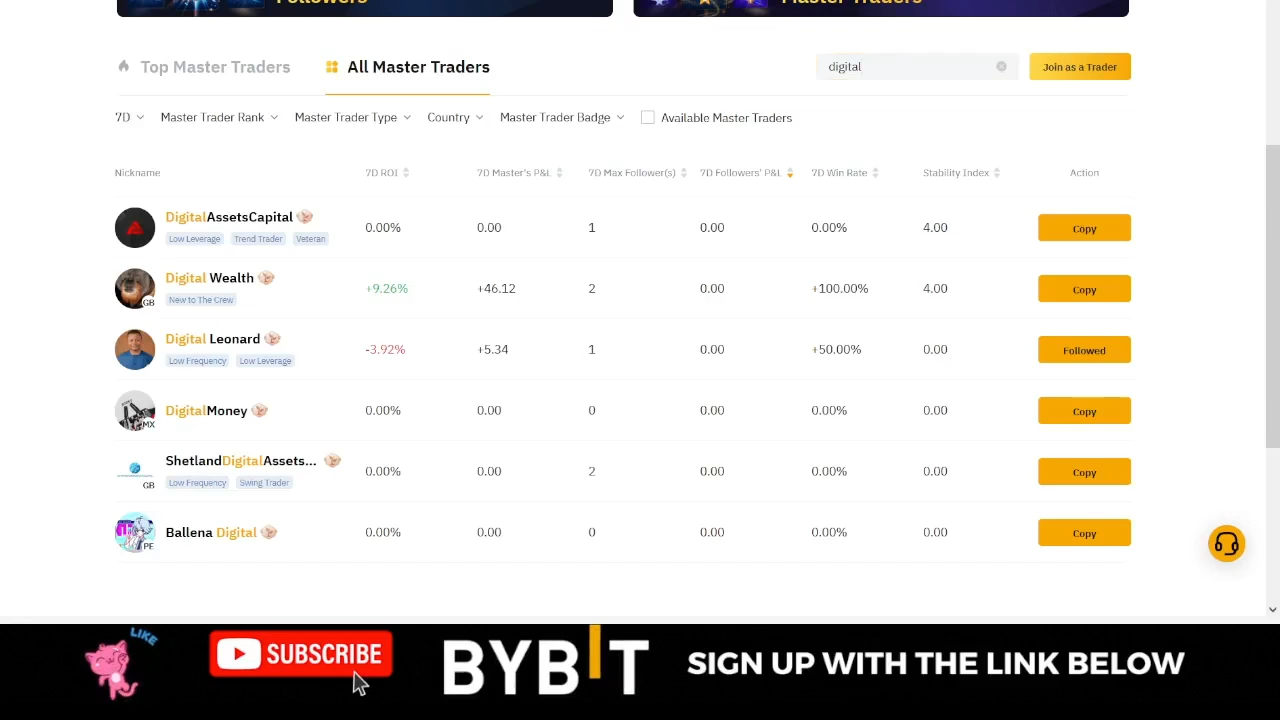 Followers
Master Traders
Top Master Traders
All Master Traders
digital
Join as a Trader
7D
Master Trader Rank
Master Trader Type
Country
Master Trader Badge
Available Master Traders
Nickname
7D ROI
7D Master's P&L
7D Max Follower(s)
7D Followers' P&L
7D Win Rate
Stability Index
Action
DigitalAssetsCapital
Low Leverage
Trend Trader
Veteran
0.00%
0.00
1
0.00
0.00%
4.00
Copy
GB
Digital Wealth
New to The Crew
+9.26%
+46.12
2
0.00
+100.00%
4.00
Copy
Digital Leonard
Low Frequency
Low Leverage
-3.92%
+5.34
1
0.00
+50.00%
0.00
Followed
MX
DigitalMoney
0.00%
0.00
0
0.00
0.00%
0.00
Copy
GB
ShetlandDigitalAssets...
Low Frequency
Swing Trader
0.00%
0.00
2
0.00
0.00%
0.00
Copy
PE
Ballena Digital
0.00%
0.00
0
0.00
0.00%
0.00
Copy
LIKE
SUBSCRIBE
BYBIT
SIGN UP WITH THE LINK BELOW